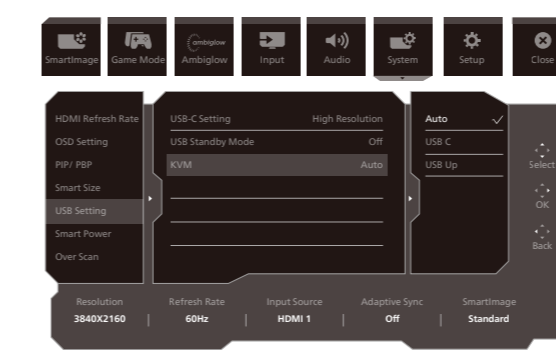 SmartImage Game Mode Ambiglow Input Audio System Setup Close
ambiglow
HDMI Refresh Rate
OSD Setting
PIP/ PBP
Smart Size
USB Setting
Smart Power
Over Scan
USB-C Setting High Resolution
USB Standby Mode Off
KVM Auto
Auto
USB C
USB Up
Select
OK
Back
Resolution Refresh Rate Input Source Adaptive Sync SmartImage
3840X2160 | 60Hz | HDMI 1 | Off | Standard